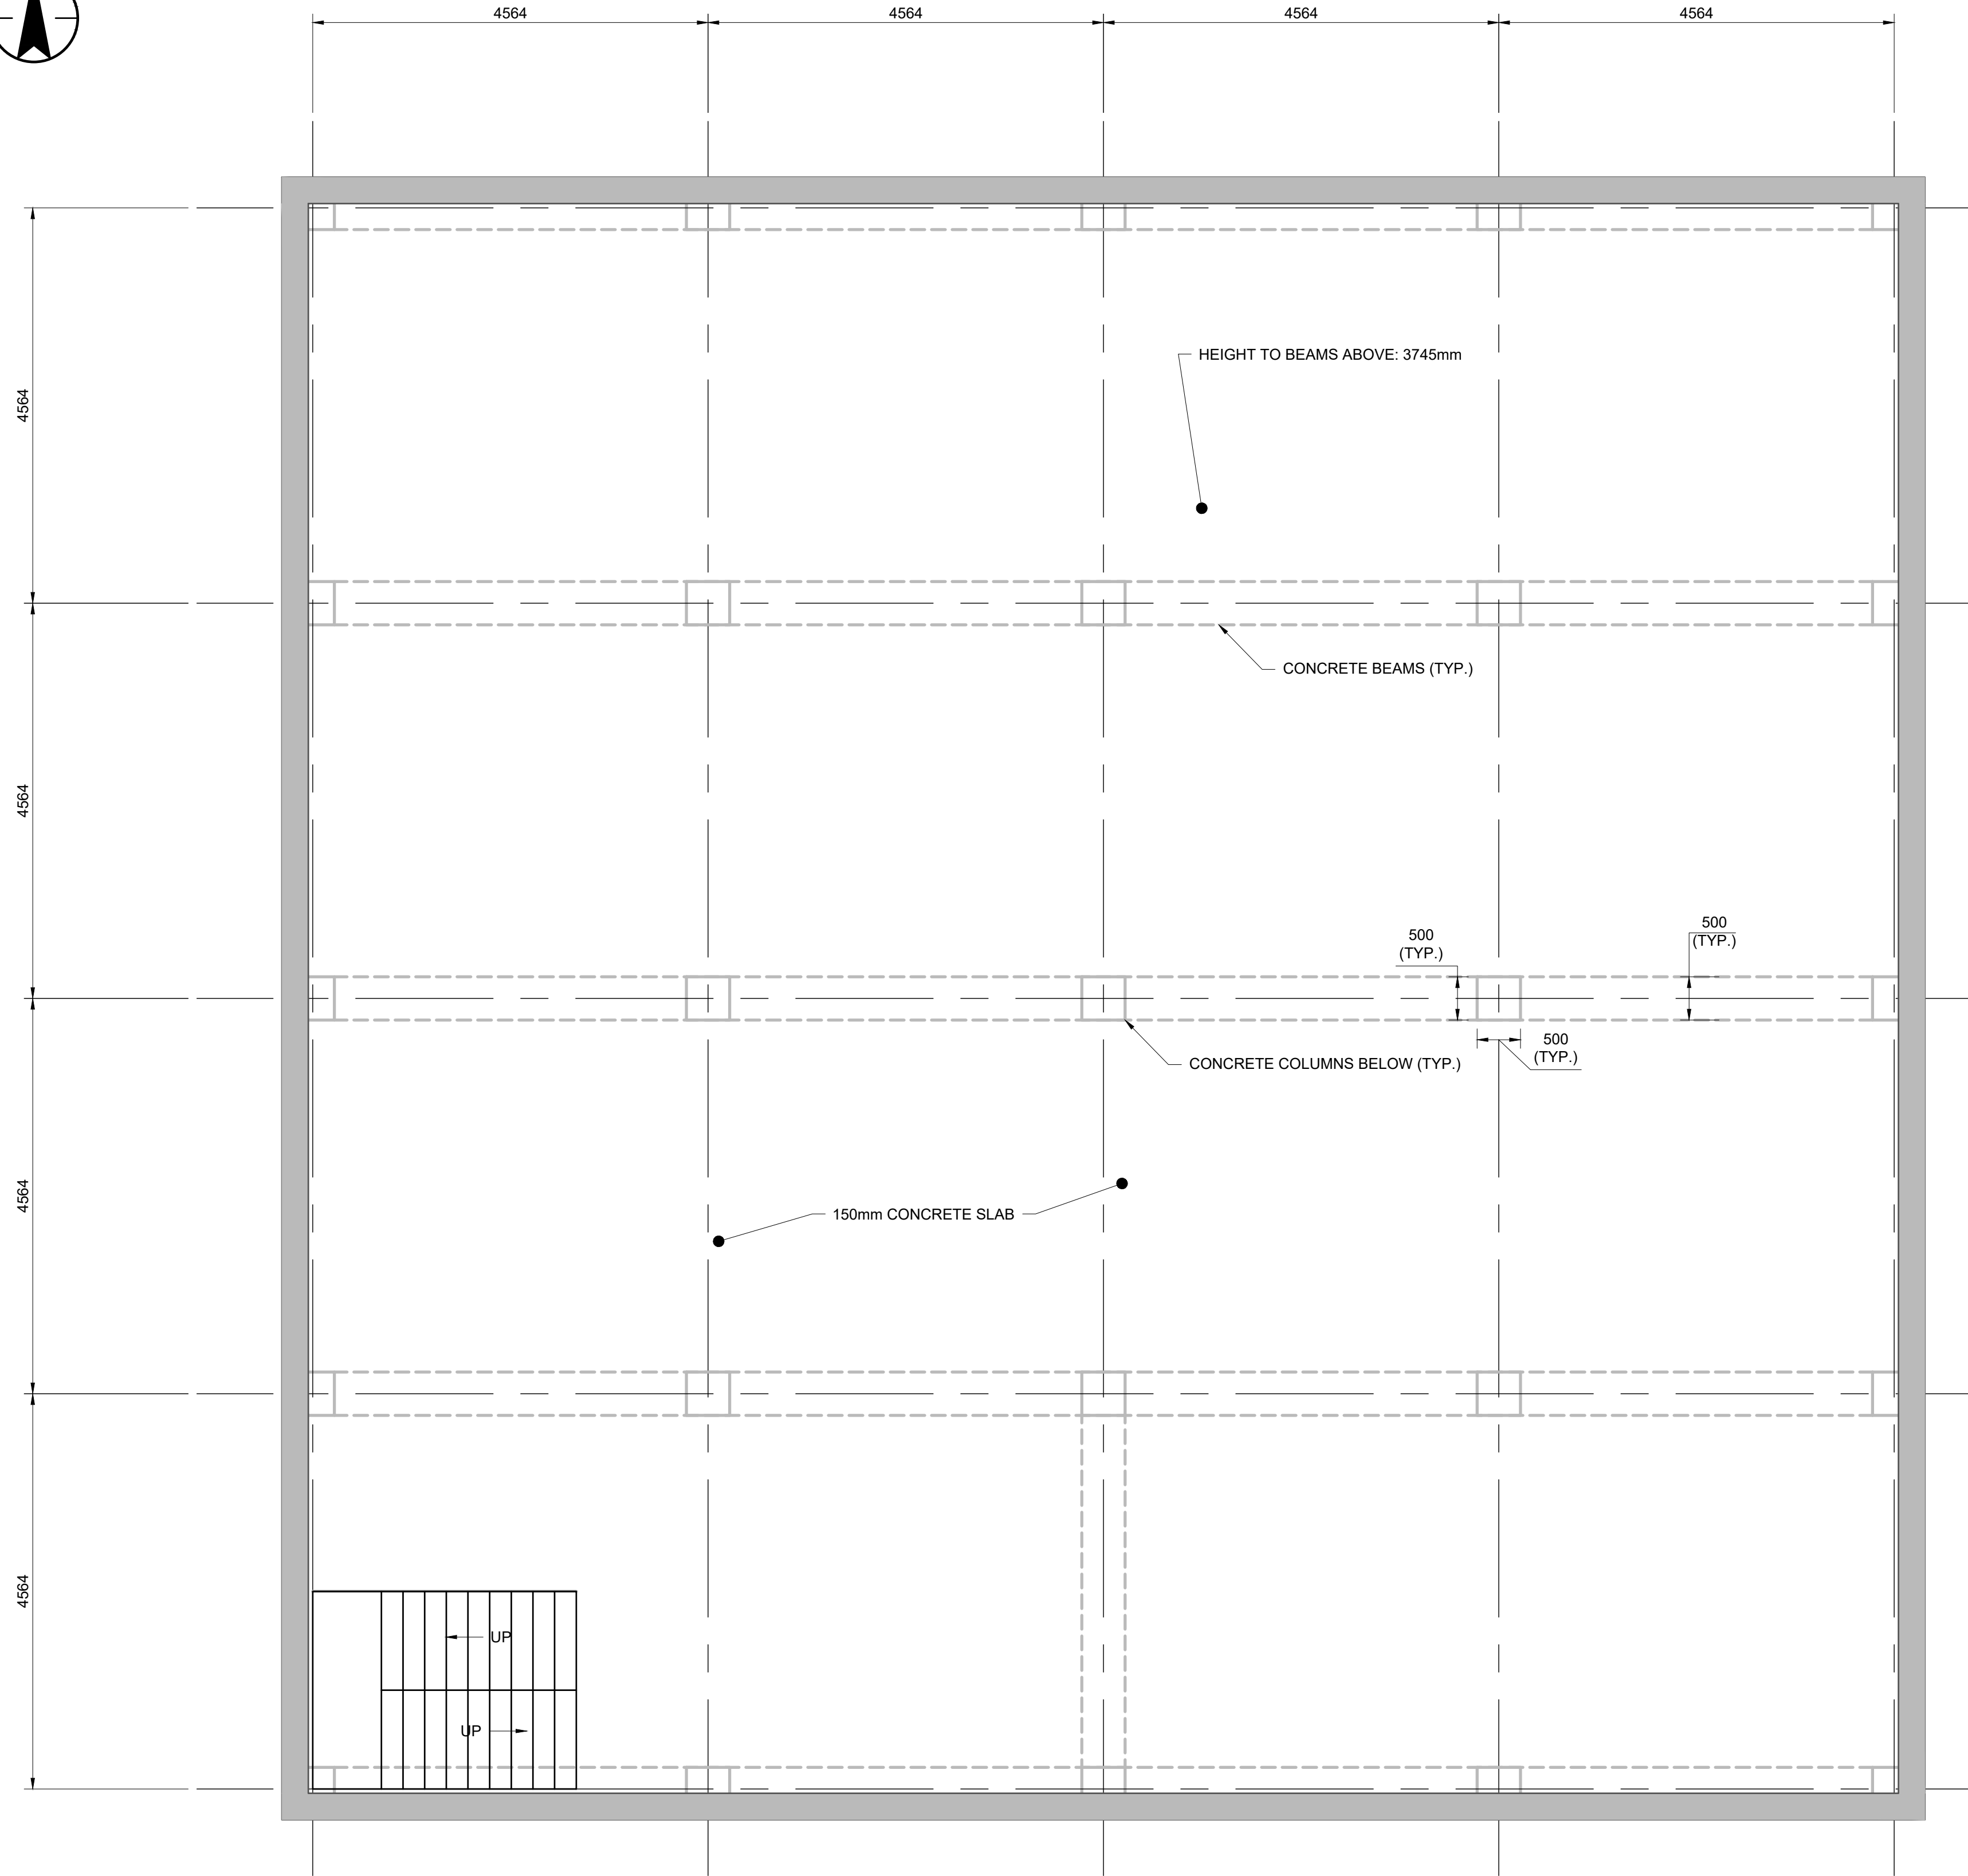 4564
4564
4564
4564
HEIGHT TO BEAMS ABOVE: 3745mm
4564
CONCRETE BEAMS (TYP.)
4564
500
(TYP.)
500
(TYP.)
500
(TYP.)
CONCRETE COLUMNS BELOW (TYP.)
4564
150mm CONCRETE SLAB
4564
UP
UP